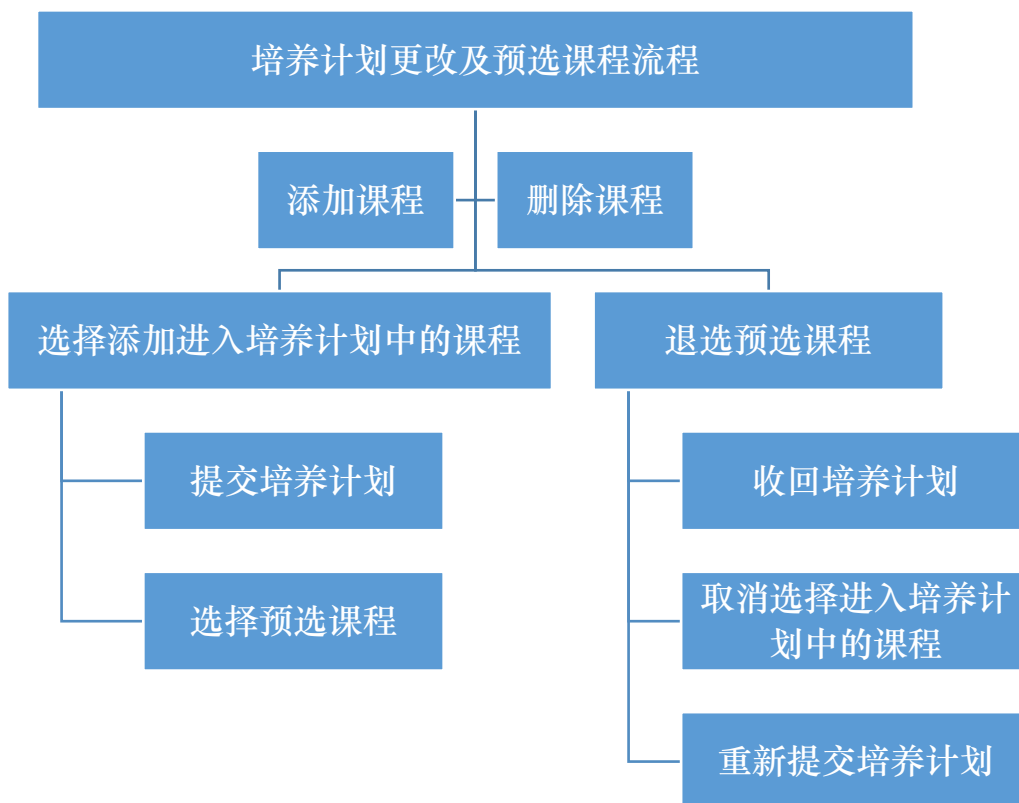 培养计划更改及预选课程流程
添加课程
删除课程
选择添加进入培养计划中的课程
退选预选课程
提交培养计划
收回培养计划
选择预选课程
取消选择进入培养计
划中的课程
重新提交培养计划